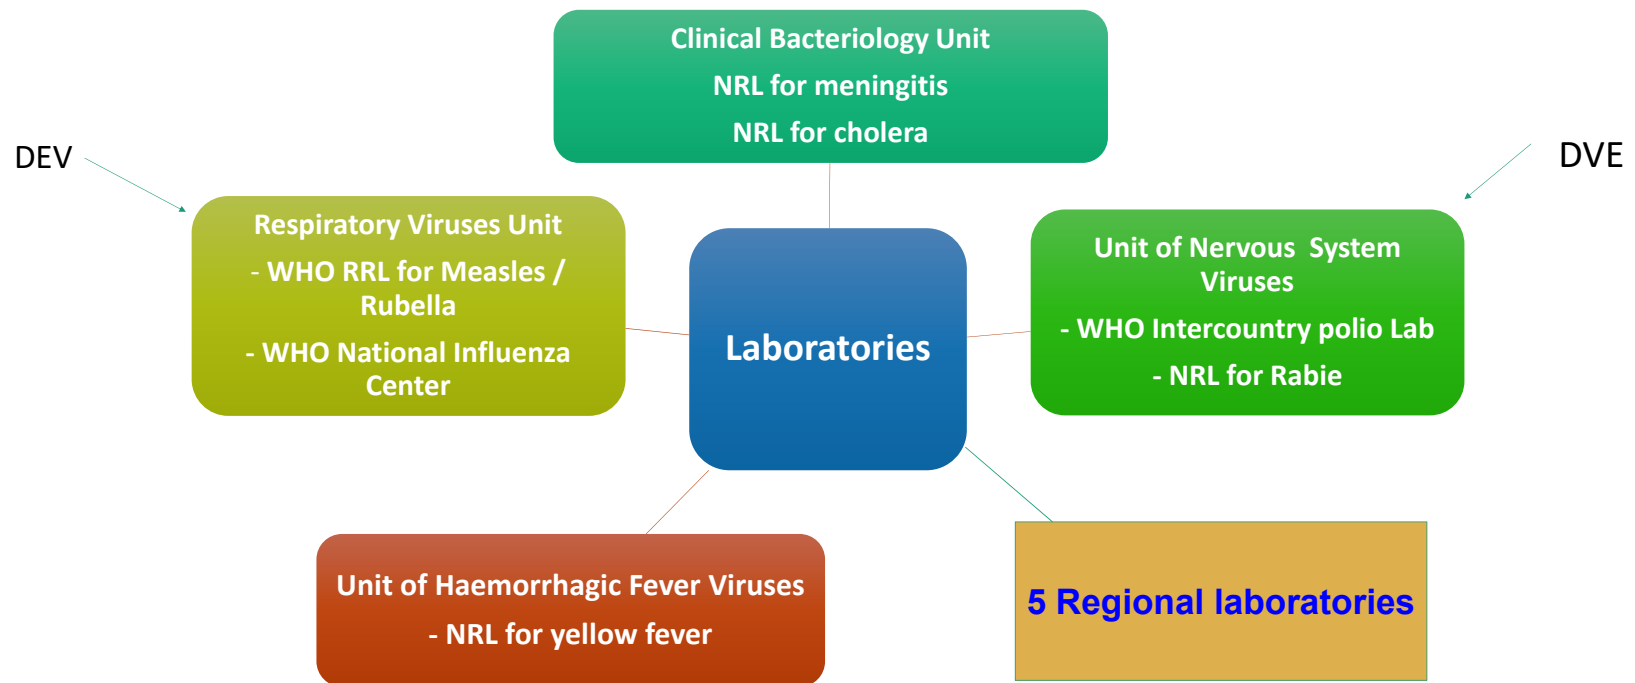 Clinical Bacteriology Unit
NRL for meningitis
NRL for cholera
DEV
DVE
Respiratory Viruses Unit
- WHO RRL for Measles /
Rubella
- WHO National Influenza
Center
Laboratories
Unit of Nervous System
Viruses
- WHO Intercountry polio Lab
- NRL for Rabie
Unit of Haemorrhagic Fever Viruses
- NRL for yellow fever
5 Regional laboratories